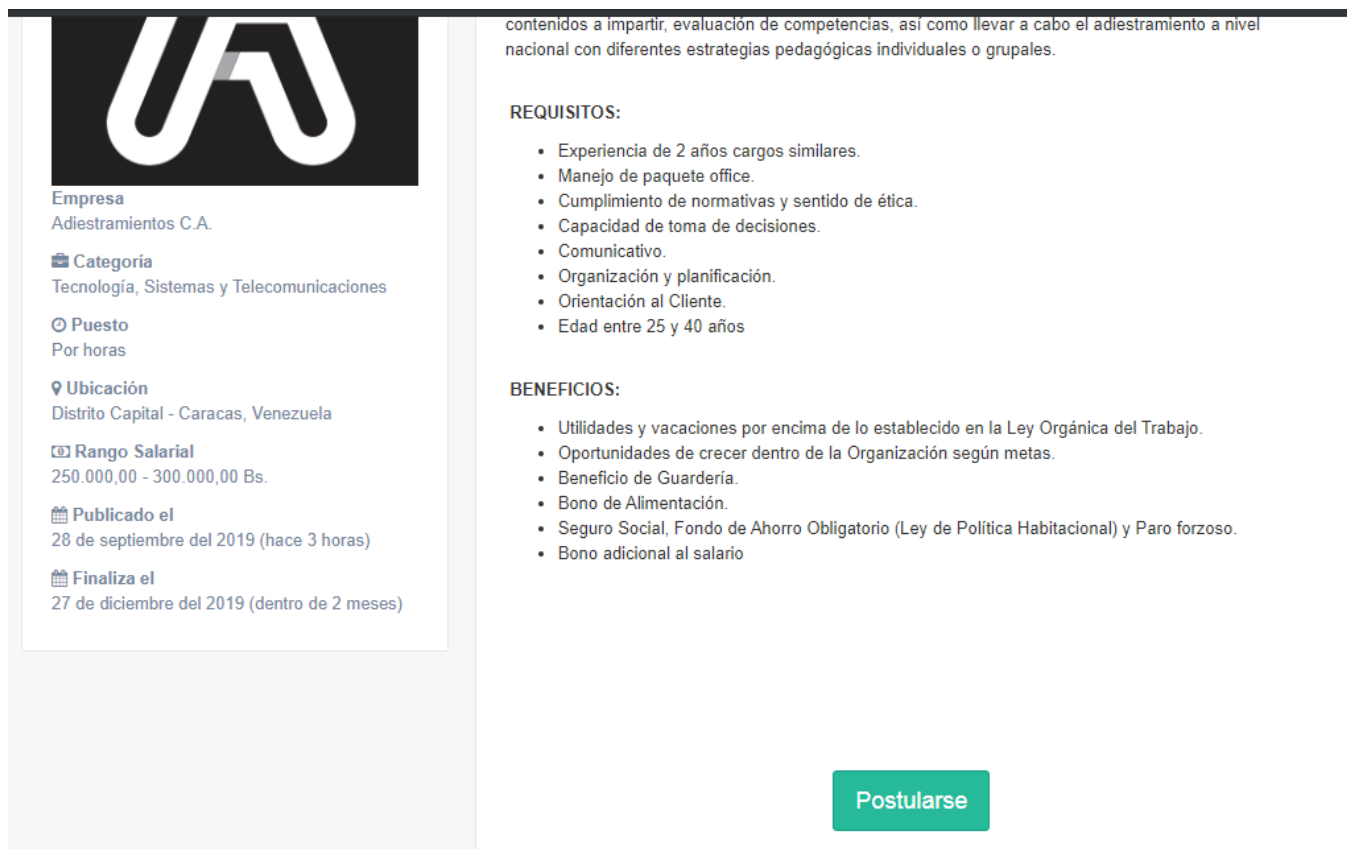 Empresa
Adiestramientos C.A.
Categoría
Tecnología, Sistemas y Telecomunicaciones
Puesto
Por horas
Ubicación
Distrito Capital - Caracas, Venezuela
Rango Salarial
250.000,00 - 300.000,00 Bs.
Publicado el
28 de septiembre del 2019 (hace 3 horas)
Finaliza el
27 de diciembre del 2019 (dentro de 2 meses)
contenidos a impartir, evaluación de competencias, así como llevar a cabo el adiestramiento a nivel
nacional con diferentes estrategias pedagógicas individuales o grupales.
REQUISITOS:
• Experiencia de 2 años cargos similares.
• Manejo de paquete office.
• Cumplimiento de normativas y sentido de ética.
• Capacidad de toma de decisiones.
• Comunicativo.
• Organización y planificación.
• Orientación al Cliente.
• Edad entre 25 y 40 años
BENEFICIOS:
• Utilidades y vacaciones por encima de lo establecido en la Ley Orgánica del Trabajo.
• Oportunidades de crecer dentro de la Organización según metas.
• Beneficio de Guardería.
• Bono de Alimentación.
• Seguro Social, Fondo de Ahorro Obligatorio (Ley de Política Habitacional) y Paro forzoso.
• Bono adicional al salario
Postularse